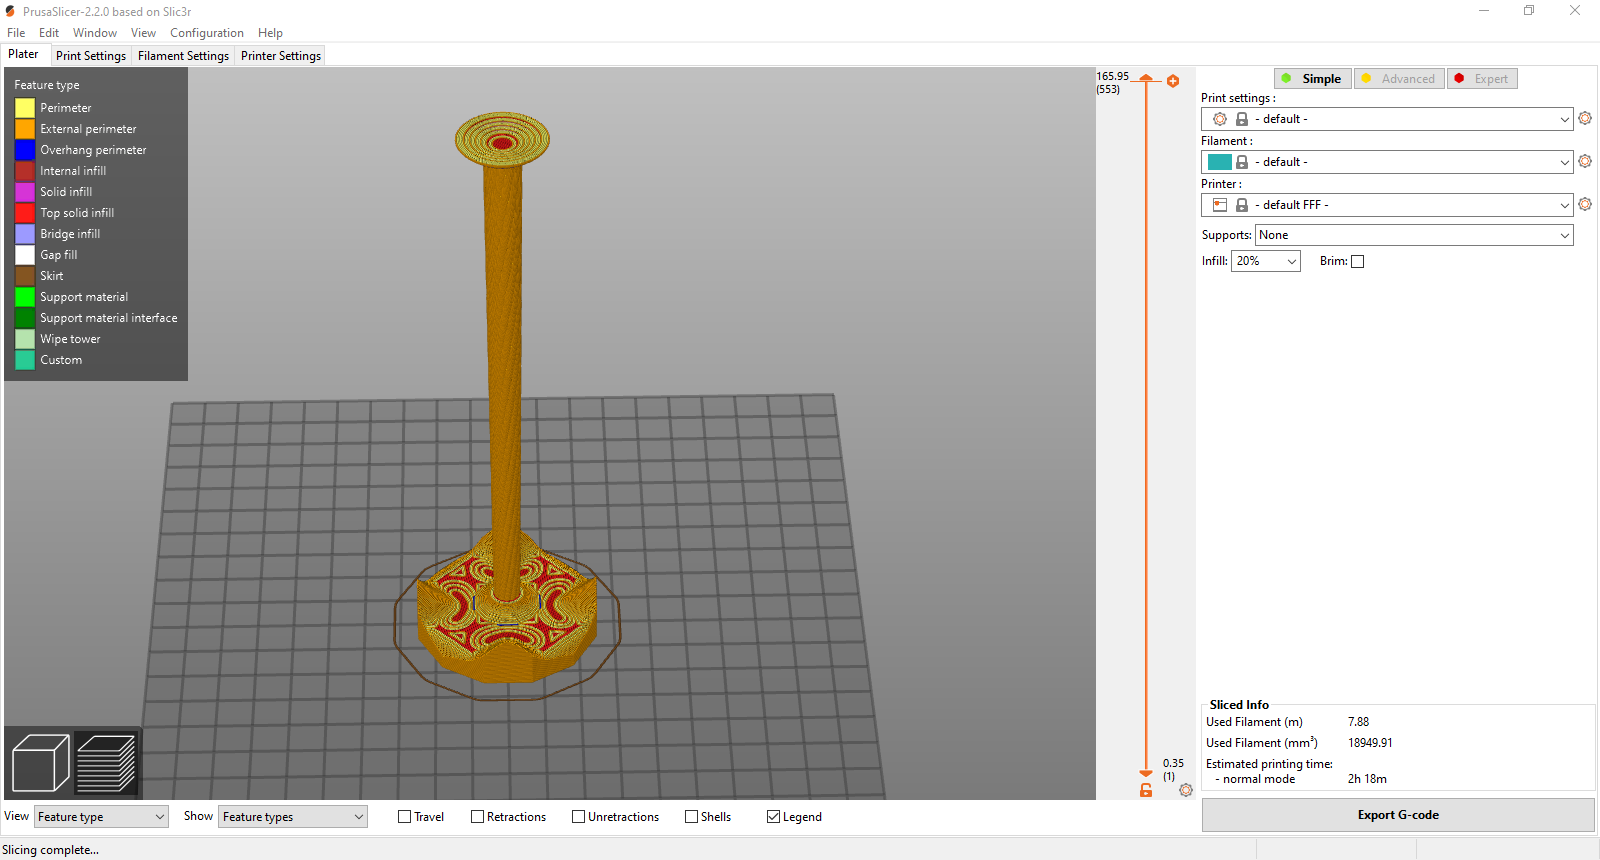 PrusaSlicer-2.2.0 based on Slic3r
File Edit Window View Configuration Help
Plater Print Settings Filament Settings Printer Settings
Feature type
Perimeter
External perimeter
Overhang perimeter
Internal infill
Solid infill
Top solid infill
Bridge infill
Gap fill
Skirt
Support material
Support material interface
Wipe tower
Custom
165.95
(553)
0.35
(1)
Simple Advanced Expert
Print settings :
- default -
Filament :
- default -
Printer :
- default FFF -
Supports: None
Infill: 20% Brim:
Sliced Info
Used Filament (m) 7.88
Used Filament (mm³) 18949.91
Estimated printing time:
- normal mode 2h 18m
Export G-code
View Feature type Show Feature types Travel Retractions Unretractions Shells Legend
Slicing complete...